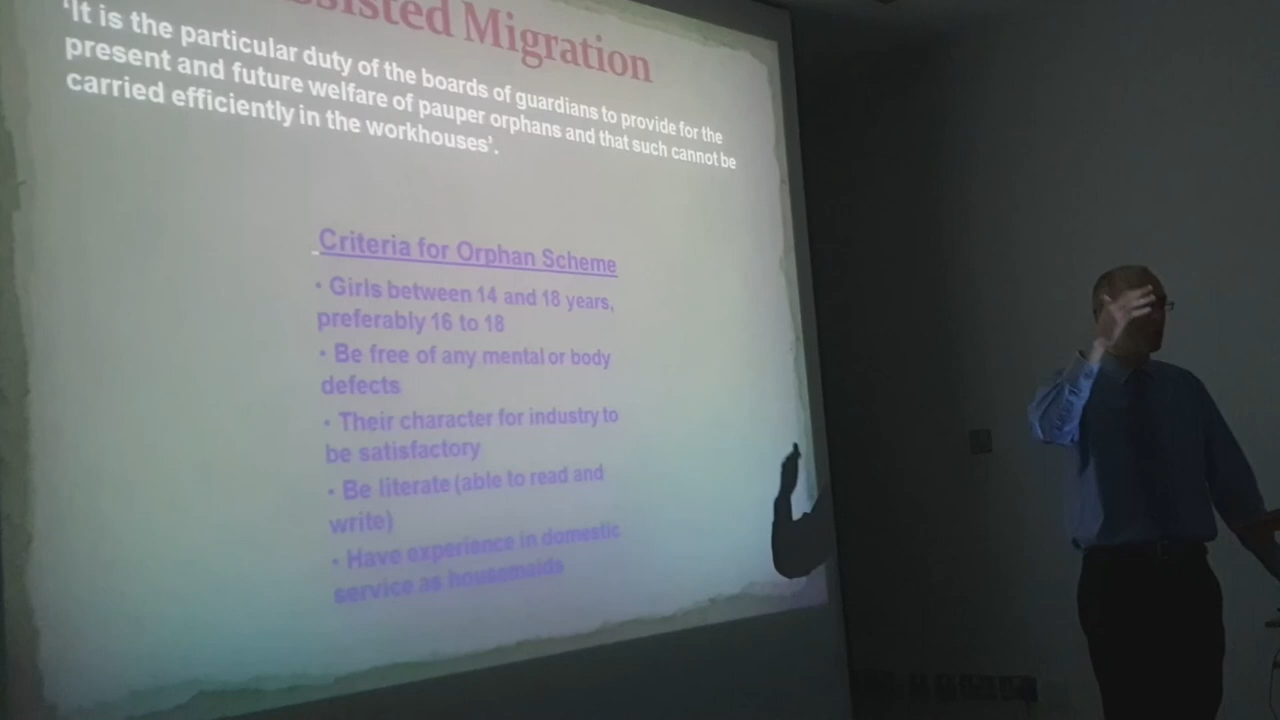 ssisted Migration
‘It is the particular duty of the boards of guardians to provide for the
present and future welfare of pauper orphans and that such cannot be
carried efficiently in the workhouses’.
Criteria for Orphan Scheme
• Girls between 14 and 18 years,
preferably 16 to 18
• Be free of any mental or body
defects
• Their character for industry to
be satisfactory
• Be literate (able to read and
write)
• Have experience in domestic
service as housemaids